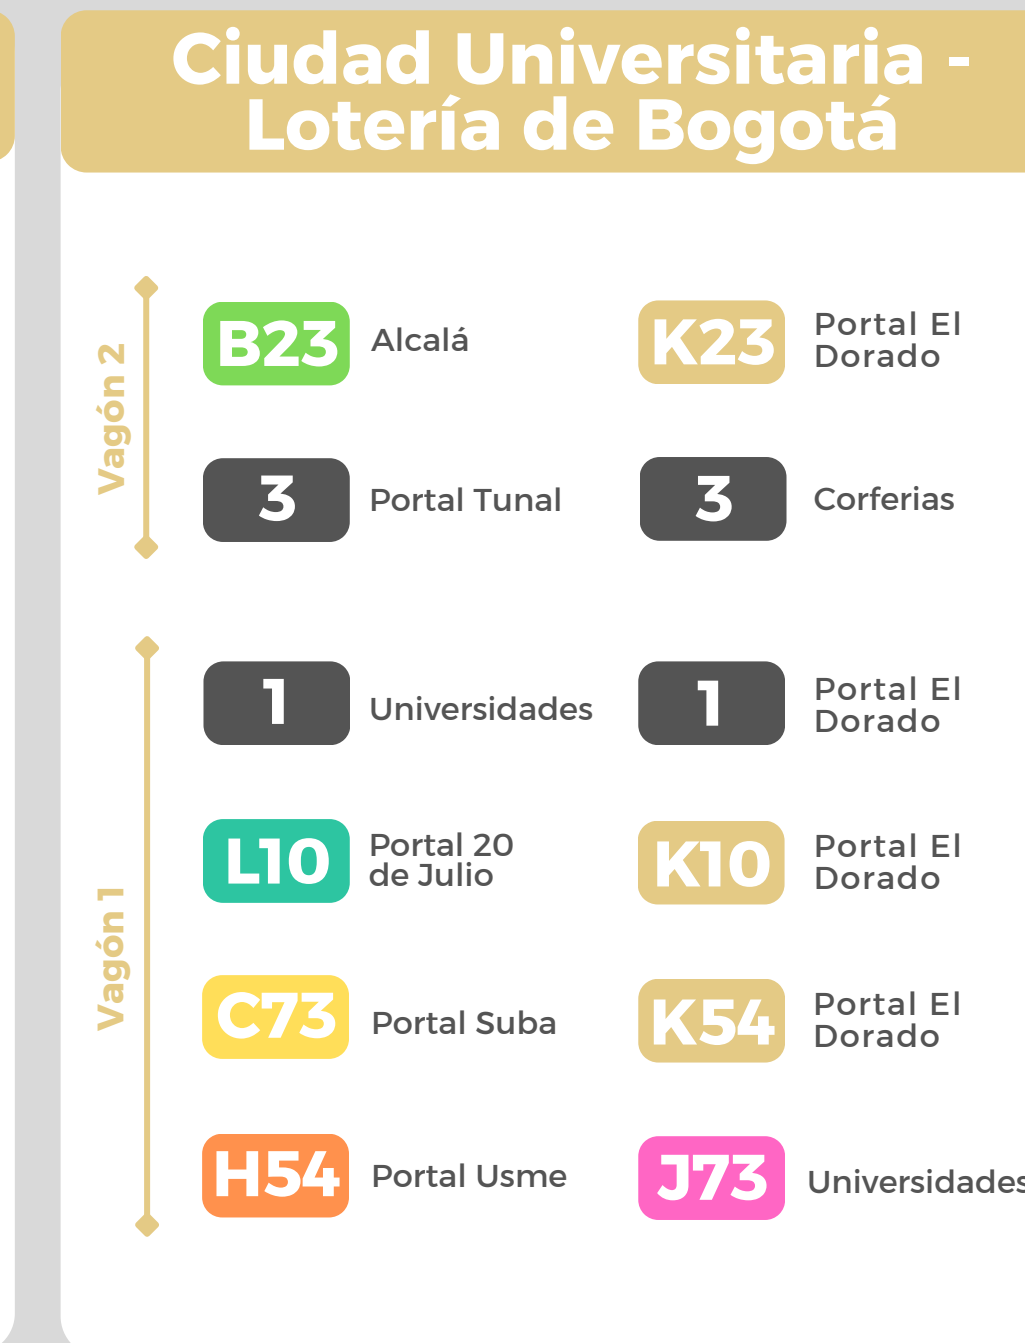 Ciudad Universitaria -
Lotería de Bogotá
Vagón 2
B23
Alcalá
K23
Portal El
Dorado
3
Portal Tunal
3
Corferias
Vagón 1
1
Universidades
1
Portal El
Dorado
L10
Portal 20
de Julio
K10
Portal El
Dorado
C73
Portal Suba
K54
Portal El
Dorado
H54
Portal Usme
J73
Universidades